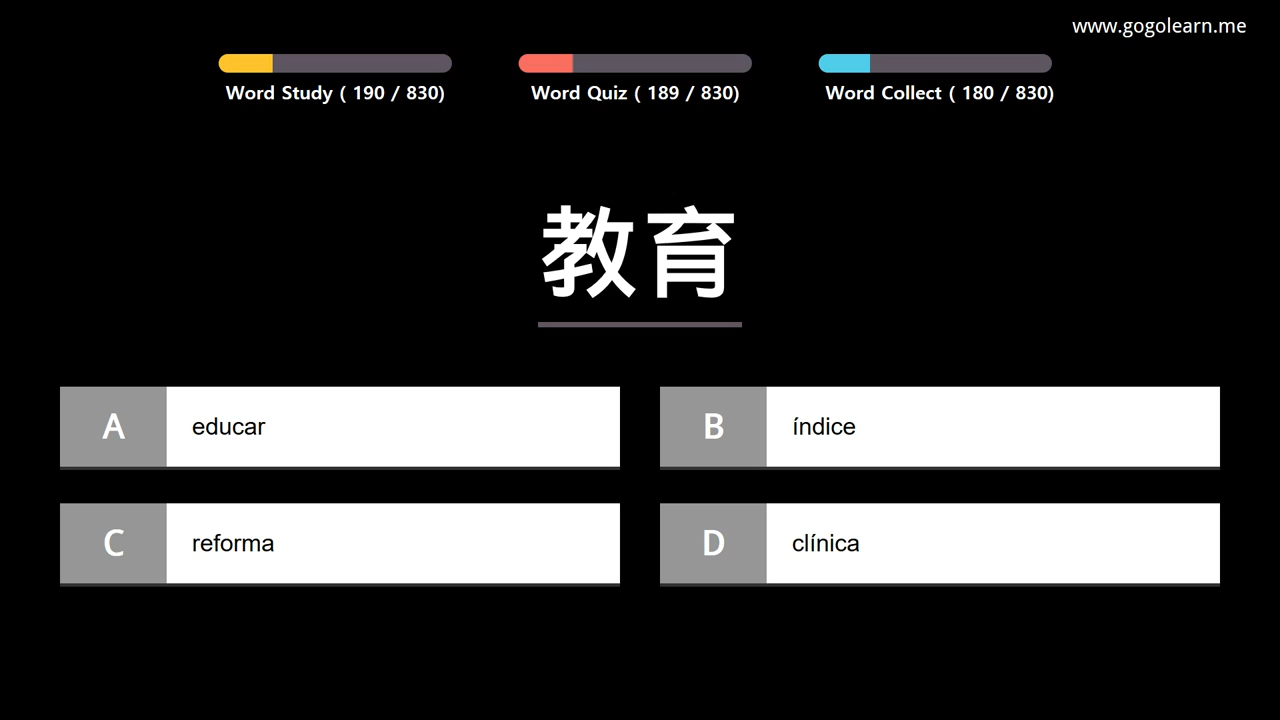 www.gogolearn.me
Word Study ( 190 / 830)
Word Quiz ( 189 / 830)
Word Collect ( 180 / 830)
教育
A educar
B índice
C reforma
D clínica